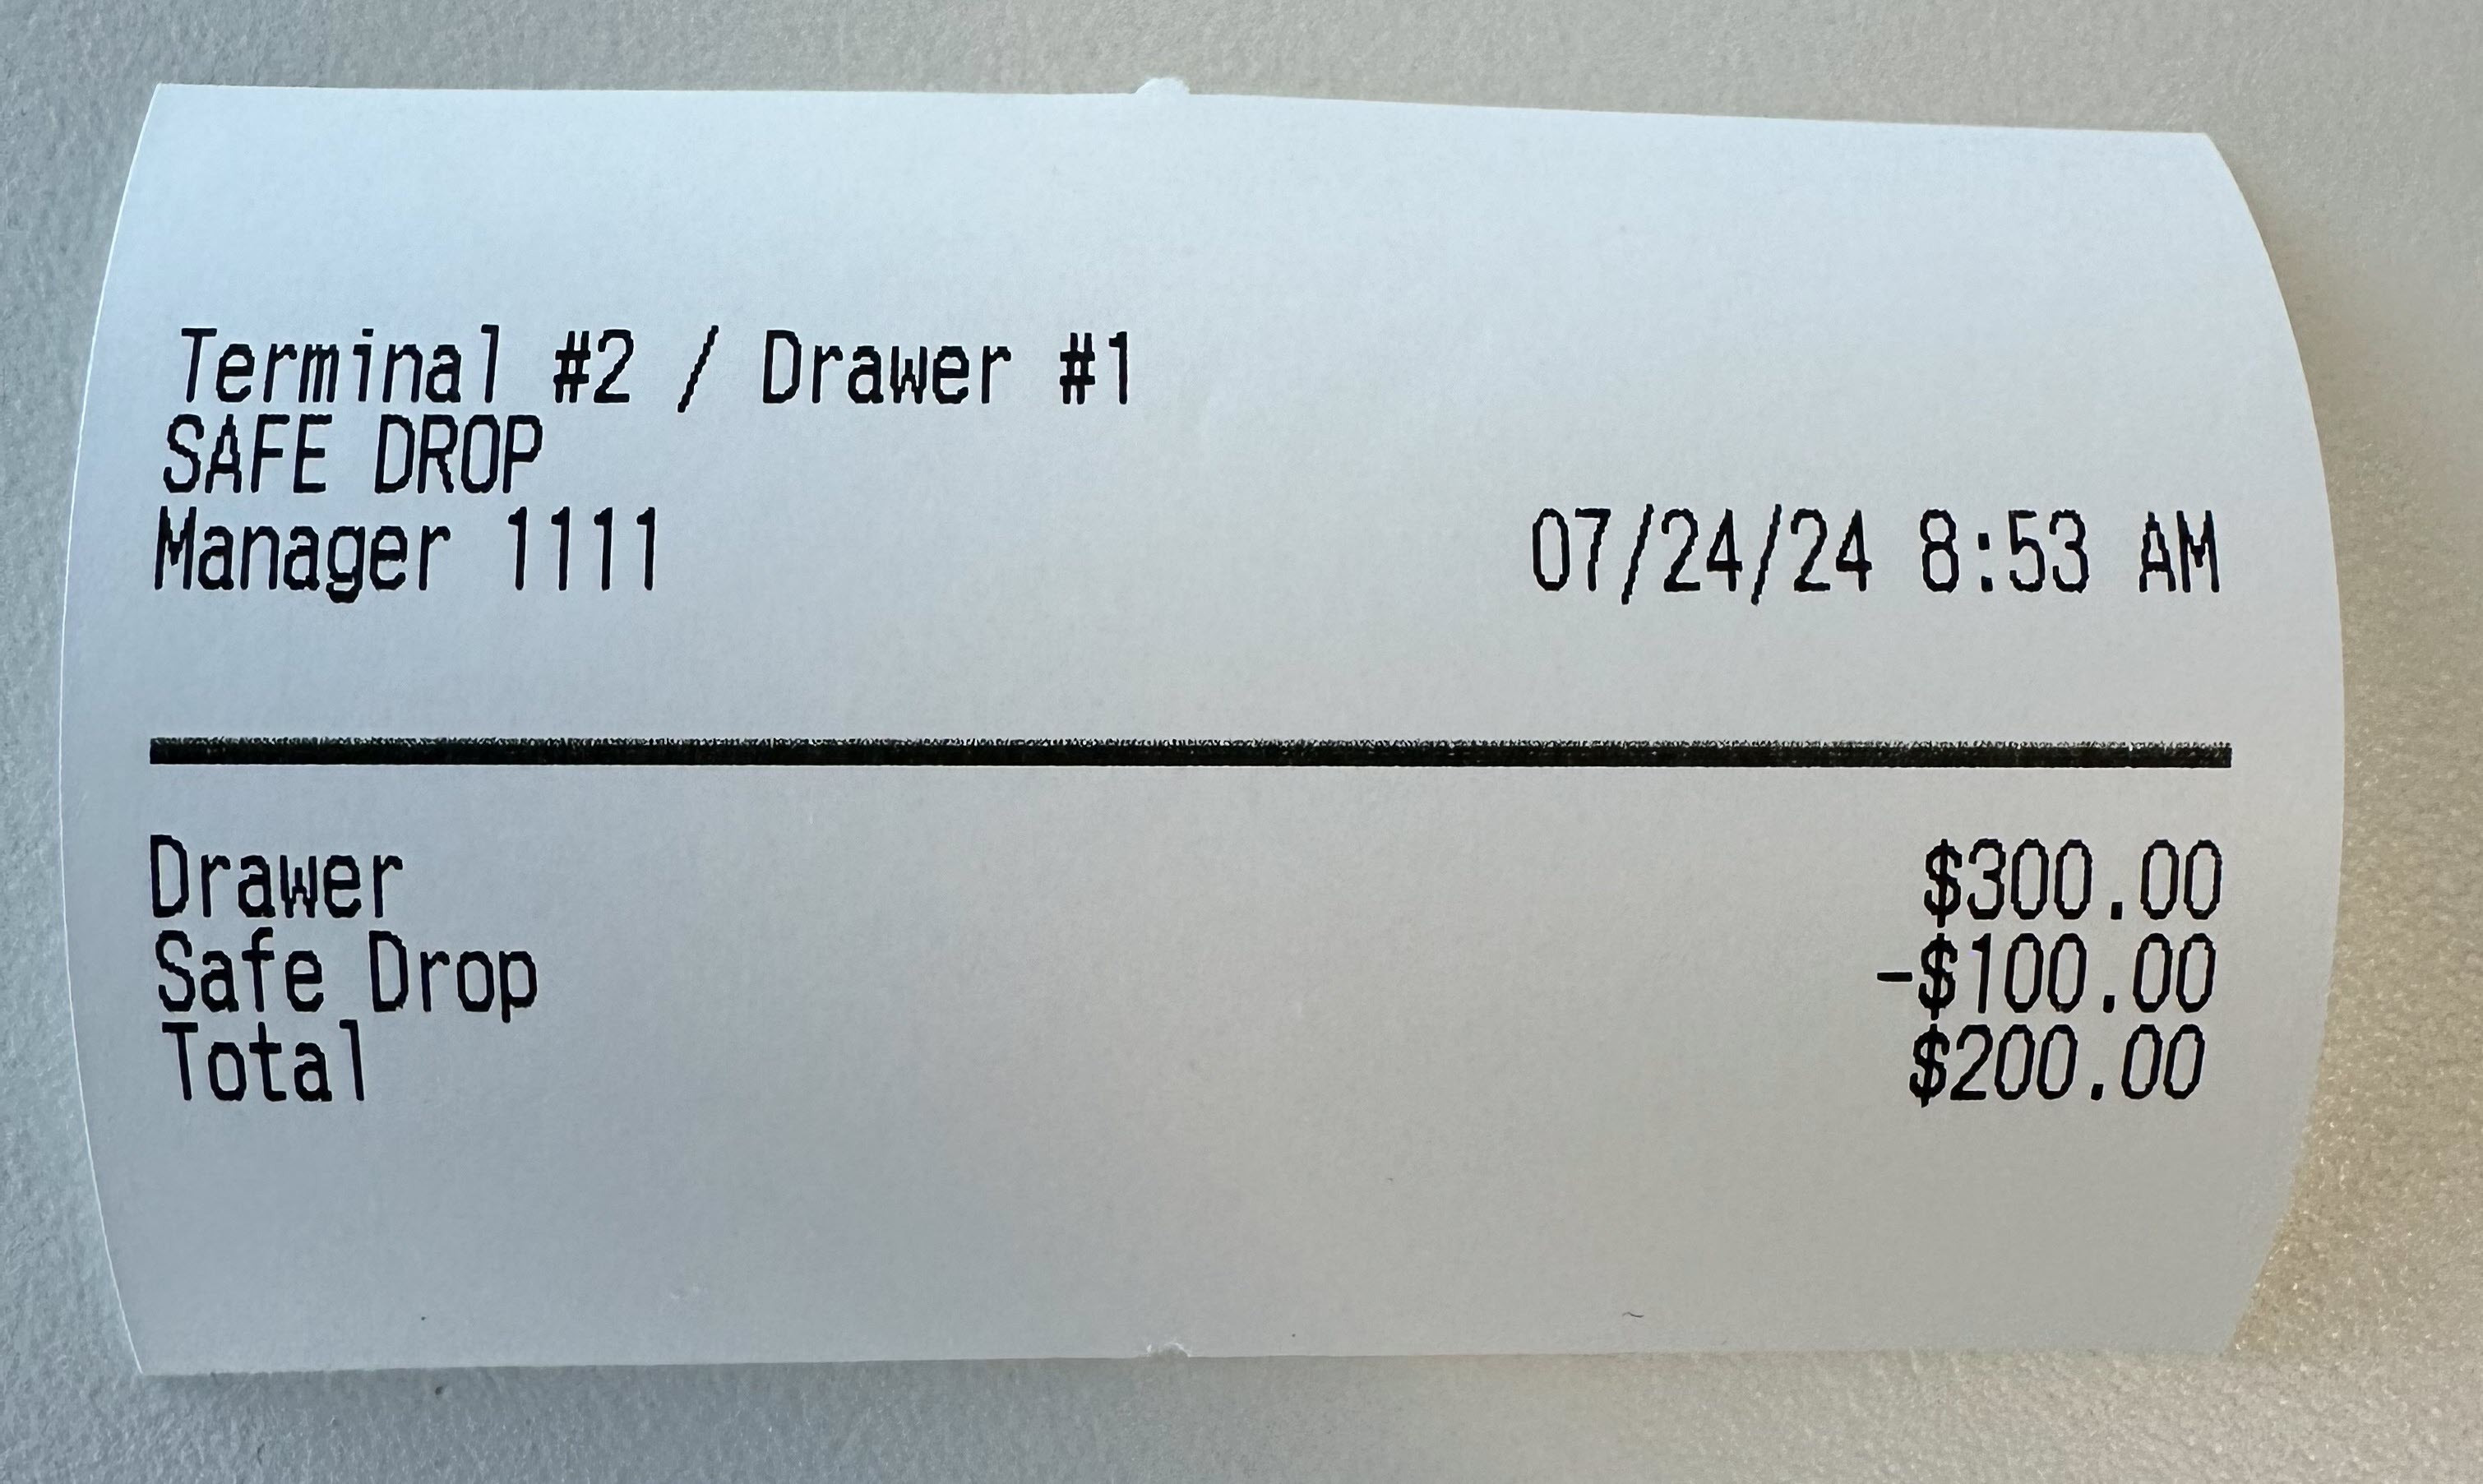 Terminal #2 / Drawer #1
SAFE DROP
Manager 1111 07/24/24 8:53 AM
Drawer $300.00
Safe Drop -$100.00
Total $200.00